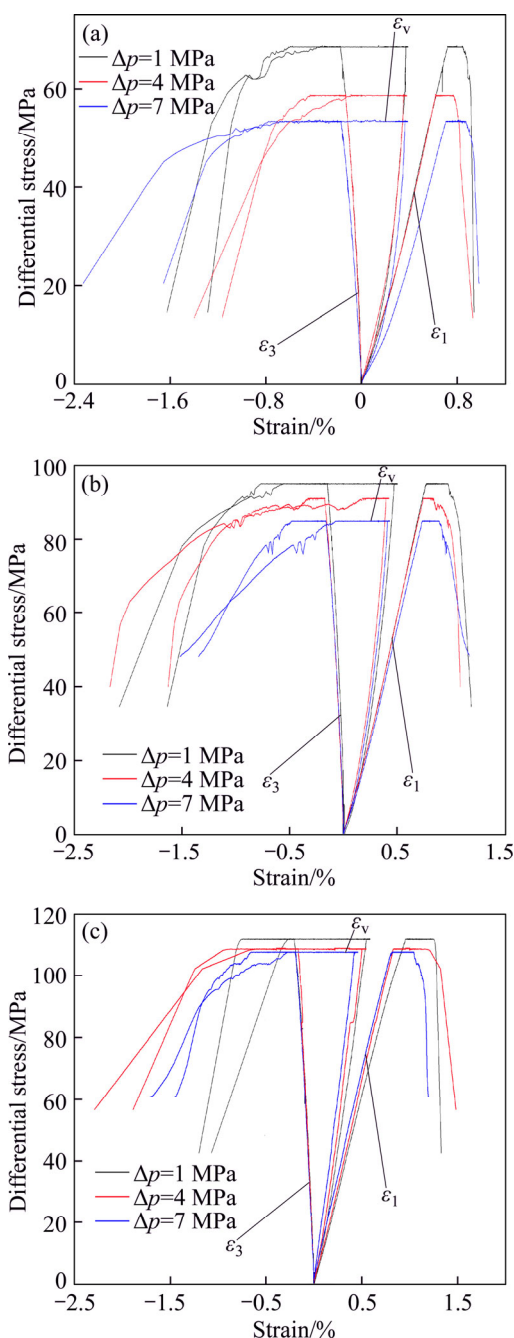 (a)
Δp=1 MPa
Δp=4 MPa
Δp=7 MPa
εv
ε3
ε1
Differential stress/MPa
60
40
20
0
−2.4
−1.6
−0.8
0
0.8
Strain/%
(b)
εv
ε3
ε1
Δp=1 MPa
Δp=4 MPa
Δp=7 MPa
Differential stress/MPa
100
80
60
40
20
0
−2.5
−1.5
−0.5
0.5
1.5
Strain/%
(c)
εv
ε1
ε3
Δp=1 MPa
Δp=4 MPa
Δp=7 MPa
Differential stress/MPa
120
100
80
60
40
20
0
−2.5
−1.5
−0.5
0.5
1.5
Strain/%